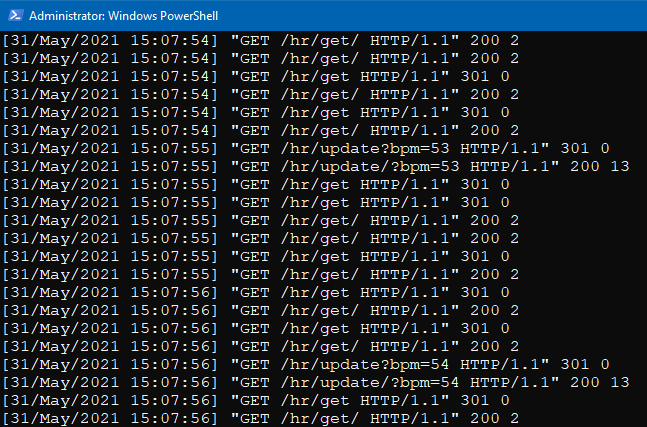 Administrator: Windows PowerShell
[31/May/2021 15:07:54] "GET /hr/get/ HTTP/1.1" 200 2
[31/May/2021 15:07:54] "GET /hr/get/ HTTP/1.1" 200 2
[31/May/2021 15:07:54] "GET /hr/get HTTP/1.1" 301 0
[31/May/2021 15:07:54] "GET /hr/get/ HTTP/1.1" 200 2
[31/May/2021 15:07:54] "GET /hr/get HTTP/1.1" 301 0
[31/May/2021 15:07:54] "GET /hr/get/ HTTP/1.1" 200 2
[31/May/2021 15:07:55] "GET /hr/update?bpm=53 HTTP/1.1" 301 0
[31/May/2021 15:07:55] "GET /hr/update/?bpm=53 HTTP/1.1" 200 13
[31/May/2021 15:07:55] "GET /hr/get HTTP/1.1" 301 0
[31/May/2021 15:07:55] "GET /hr/get HTTP/1.1" 301 0
[31/May/2021 15:07:55] "GET /hr/get/ HTTP/1.1" 200 2
[31/May/2021 15:07:55] "GET /hr/get/ HTTP/1.1" 200 2
[31/May/2021 15:07:55] "GET /hr/get HTTP/1.1" 301 0
[31/May/2021 15:07:55] "GET /hr/get/ HTTP/1.1" 200 2
[31/May/2021 15:07:56] "GET /hr/get HTTP/1.1" 301 0
[31/May/2021 15:07:56] "GET /hr/get/ HTTP/1.1" 200 2
[31/May/2021 15:07:56] "GET /hr/get HTTP/1.1" 301 0
[31/May/2021 15:07:56] "GET /hr/get/ HTTP/1.1" 200 2
[31/May/2021 15:07:56] "GET /hr/update?bpm=54 HTTP/1.1" 301 0
[31/May/2021 15:07:56] "GET /hr/update/?bpm=54 HTTP/1.1" 200 13
[31/May/2021 15:07:56] "GET /hr/get HTTP/1.1" 301 0
[31/May/2021 15:07:56] "GET /hr/get/ HTTP/1.1" 200 2